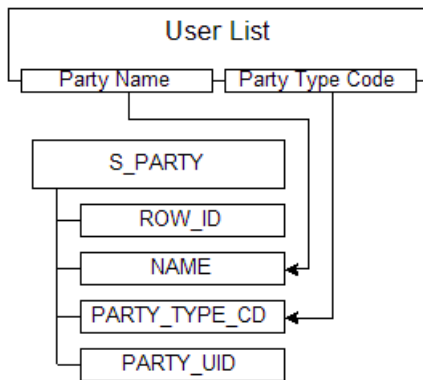 User List
Party Name
Party Type Code
S_PARTY
ROW_ID
NAME
PARTY_TYPE_CD
PARTY_UID